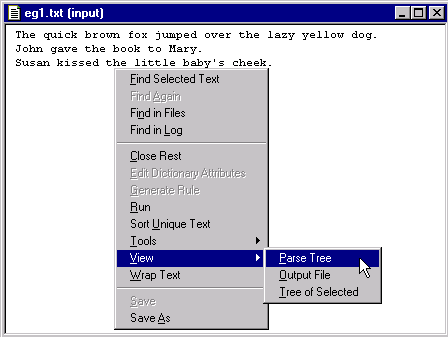 eg1.txt (input)
The quick brown fox jumped over the lazy yellow dog.
John gave the book to Mary.
Susan kissed the little baby's cheek.
Find Selected Text
Find Again
Find in Files
Find in Log
Close Rest
Edit Dictionary Attributes
Generate Rule
Run
Sort Unique Text
Tools
View
Wrap Text
Save
Save As
Parse Tree
Output File
Tree of Selected